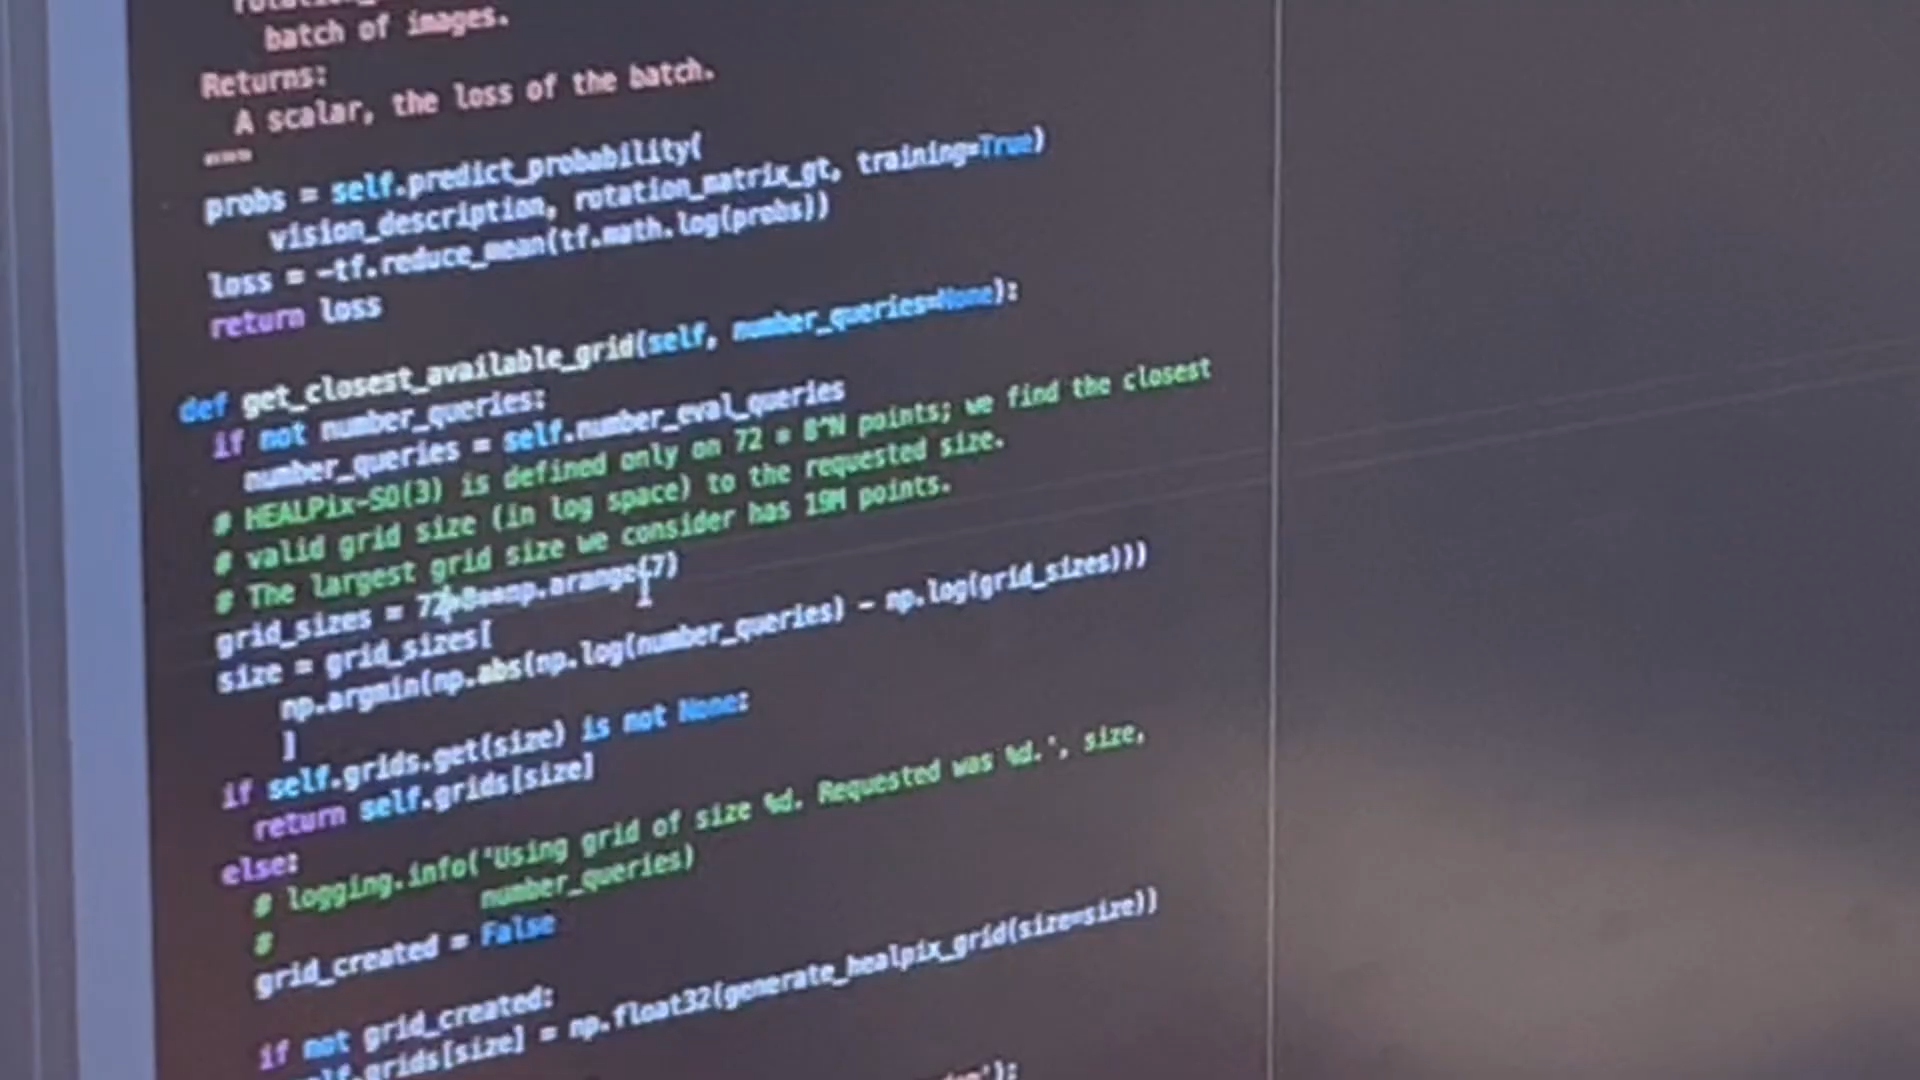 batch of images.
Returns:
A scalar, the loss of the batch.
"""
probs = self.predict_probability(
vision_description, rotation_matrix_gt, training=True)
loss = -tf.reduce_mean(tf.math.log(probs))
return loss
def get_closest_available_grid(self, number_queries=None):
if not number_queries:
number_queries = self.number_eval_queries
# HEALPix-SO(3) is defined only on 72 * 8^N points; we find the closest
# valid grid size (in log space) to the requested size.
# The largest grid size we consider has 19M points.
grid_sizes = 72*8**np.arange(7)
size = grid_sizes[
np.argmin(np.abs(np.log(number_queries) - np.log(grid_sizes)))
]
if self.grids.get(size) is not None:
return self.grids[size]
else:
# logging.info('Using grid of size %d. Requested was %d.', size,
# number_queries)
grid_created = False
if not grid_created:
self.grids[size] = np.float32(generate_healpix_grid(size=size))